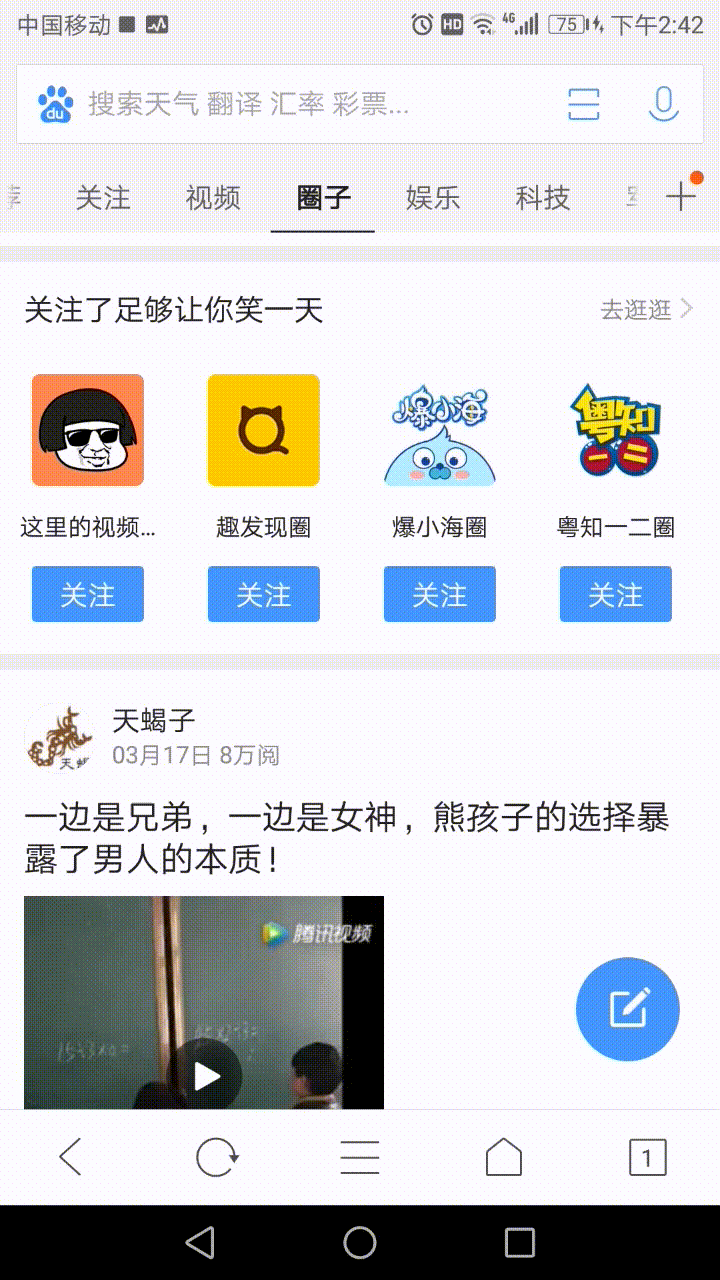 中国移动
HD
4G
75
下午2:42
du
搜索天气 翻译 汇率 彩票...
关注 视频 圈子 娱乐 科技
关注了足够让你笑一天
去逛逛
爆小海
粤知
一二
这里的视频...
趣发现圈
爆小海圈
粤知一二圈
关注
关注
关注
关注
天蝎子
03月17日 8万阅
一边是兄弟，一边是女神，熊孩子的选择暴
露了男人的本质！
腾讯视频
1